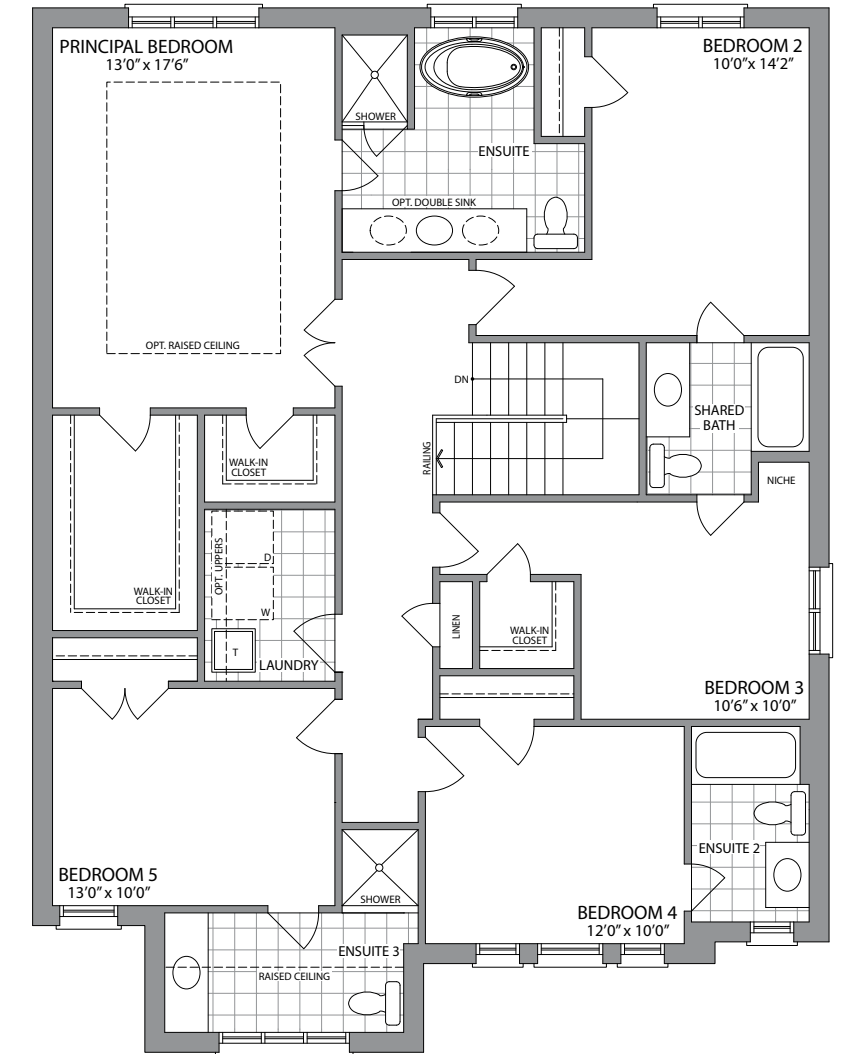 PRINCIPAL BEDROOM
13'0" x 17'6"
OPT. RAISED CEILING
SHOWER
ENSUITE
OPT. DOUBLE SINK
BEDROOM 2
10'0" x 14'2"
DN
RAILING
SHARED
BATH
NICHE
WALK-IN
CLOSET
WALK-IN
CLOSET
OPT. UPPERS
D
W
T
LAUNDRY
LINEN
WALK-IN
CLOSET
BEDROOM 3
10'6" x 10'0"
BEDROOM 5
13'0" x 10'0"
SHOWER
ENSUITE 3
RAISED CEILING
BEDROOM 4
12'0" x 10'0"
ENSUITE 2